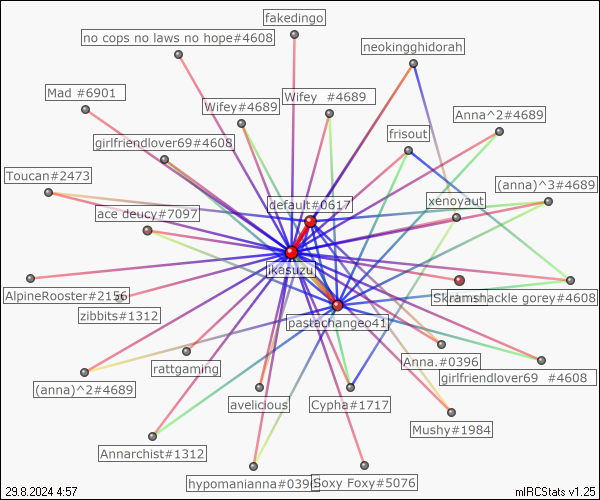 fakedingo
no cops no laws no hope#4608
neokingghidorah
Mad #6901
Wifey#4689
Wifey #4689
Anna^2#4689
frisout
girlfriendlover69#4608
Toucan#2473
(anna)^3#4689
default#0617
xenoyaut
ace deucy#7097
jkasuzu
AlpineRooster#2156
shackle gorey#4608
zibbits#1312
pastachangeo41
rattgaming
Anna.#0396
girlfriendlover69 #4608
(anna)^2#4689
avelicious
Cypha#1717
Mushy#1984
Annarchist#1312
hypomanianna#039
Soxy Foxy#5076
29.8.2024 4:57
mIRCStats v1.25